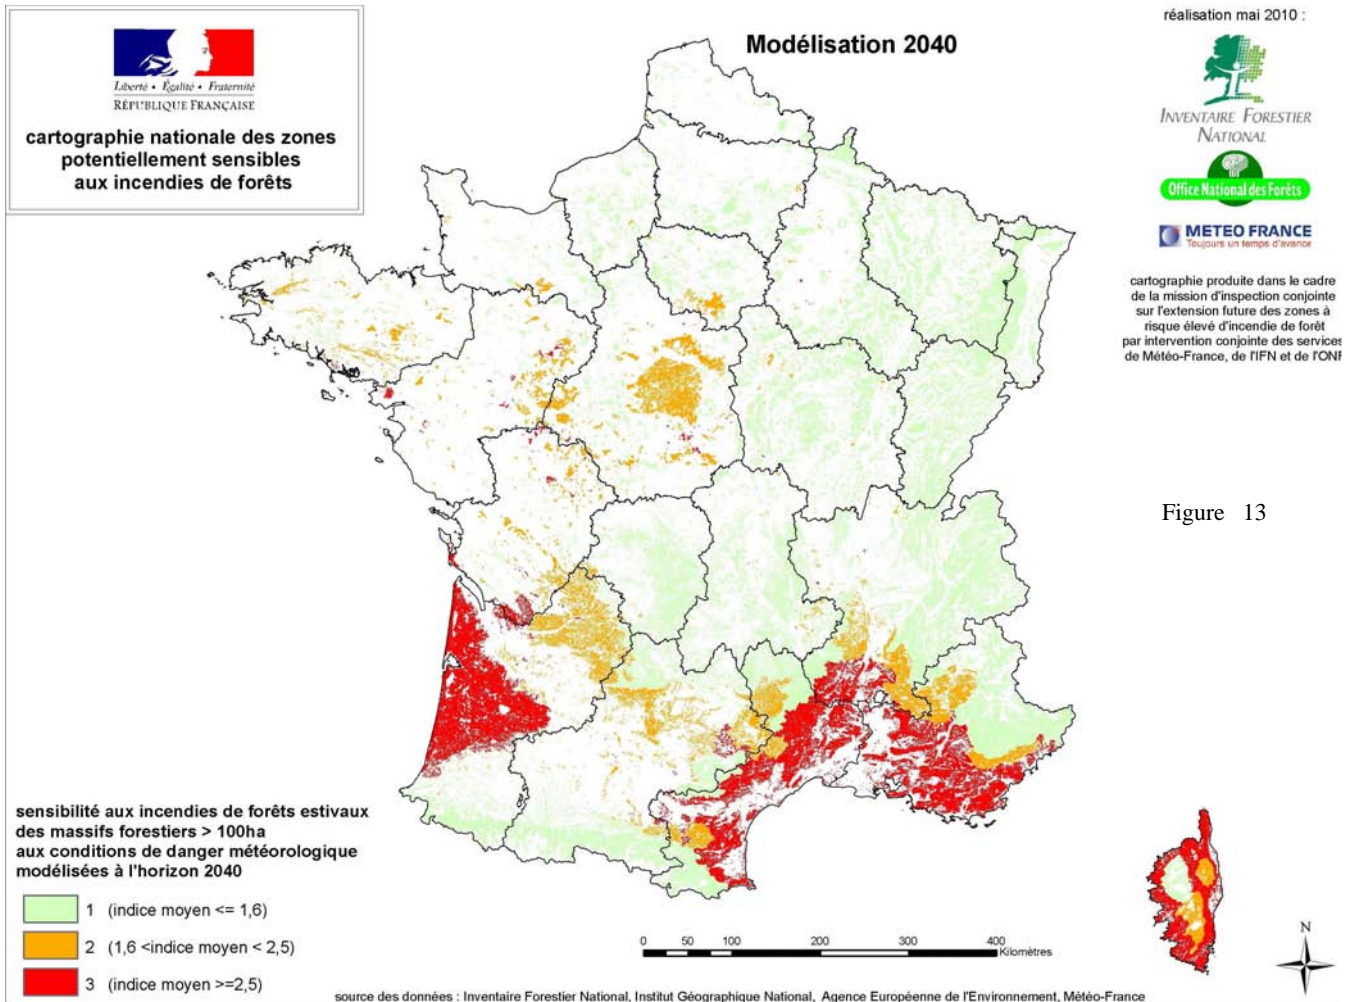 Liberté • Égalité • Fraternité
RÉPUBLIQUE FRANÇAISE
cartographie nationale des zones
potentiellement sensibles
aux incendies de forêts
Modélisation 2040
réalisation mai 2010 :
INVENTAIRE FORESTIER
NATIONAL
Office National des Forêts
METEO FRANCE
Toujours un temps d'avance
cartographie produite dans le cadre
de la mission d'inspection conjointe
sur l'extension future des zones à
risque élevé d'incendie de forêt
par intervention conjointe des services
de Météo-France, de l'IFN et de l'ONF
Figure 13
sensibilité aux incendies de forêts estivaux
des massifs forestiers > 100ha
aux conditions de danger météorologique
modélisées à l'horizon 2040
1 (indice moyen <= 1,6)
2 (1,6 <indice moyen < 2,5)
3 (indice moyen >=2,5)
0 50 100 200 300 400
Kilomètres
N
source des données : Inventaire Forestier National, Institut Géographique National, Agence Européenne de l'Environnement, Météo-France